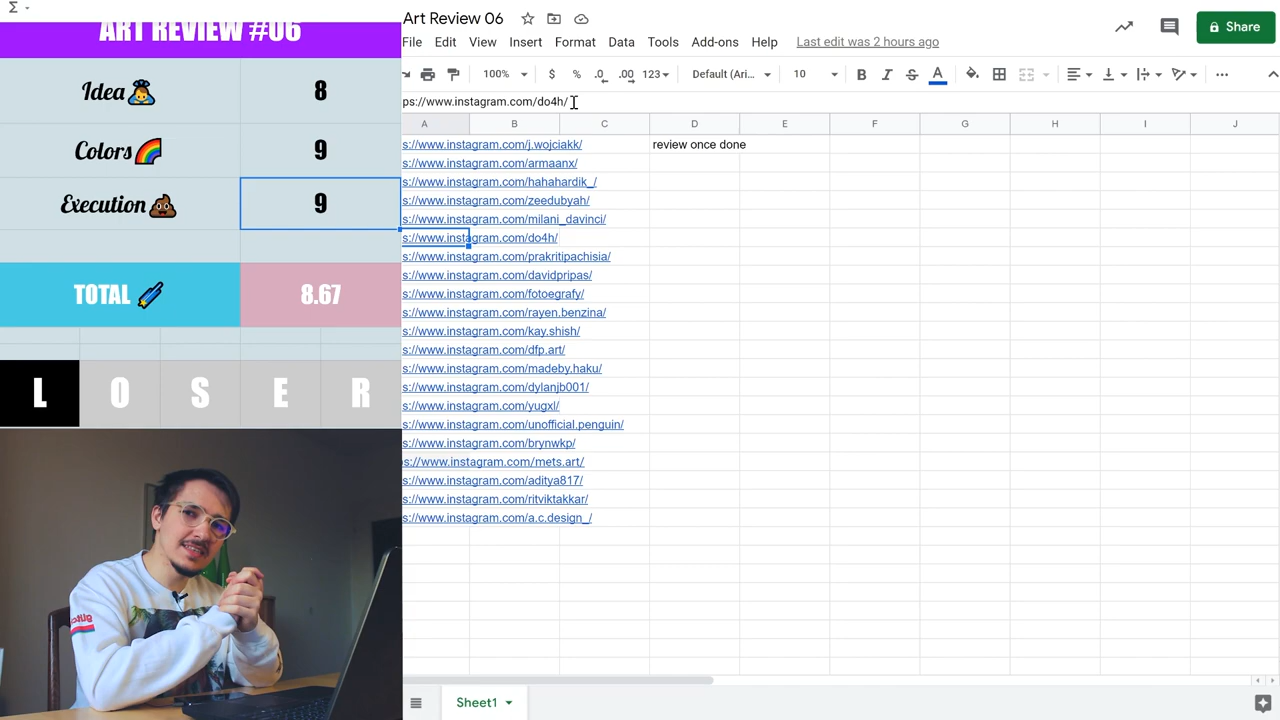 ART REVIEW #06
Idea 8
Colors 9
Execution 9
TOTAL 8.67
L O S E R
Art Review 06
File Edit View Insert Format Data Tools Add-ons Help Last edit was 2 hours ago
Share
100% $ % .0 .00 123 Default (Ari... 10 B I S A
ps://www.instagram.com/do4h/
A B C D E F G H I J
s://www.instagram.com/j.wojciakk/ review once done
s://www.instagram.com/armaanx/
s://www.instagram.com/hahahardik_/
s://www.instagram.com/zeedubyah/
s://www.instagram.com/milani_davinci/
s://www.instagram.com/do4h/
s://www.instagram.com/prakritipachisia/
s://www.instagram.com/davidpripas/
s://www.instagram.com/fotoegrafy/
s://www.instagram.com/rayen.benzina/
s://www.instagram.com/kay.shish/
s://www.instagram.com/dfp.art/
s://www.instagram.com/madeby.haku/
s://www.instagram.com/dylanjb001/
s://www.instagram.com/yugxl/
s://www.instagram.com/unofficial.penguin/
s://www.instagram.com/brynwkp/
ps://www.instagram.com/mets.art/
s://www.instagram.com/aditya817/
s://www.instagram.com/ritviktakkar/
s://www.instagram.com/a.c.design_/
Sheet1